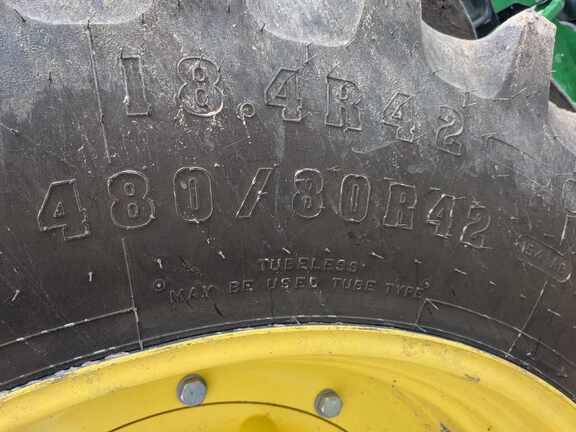 18.4R42
480/80R42
TUBELESS
MAY BE USED TUBE TYPE